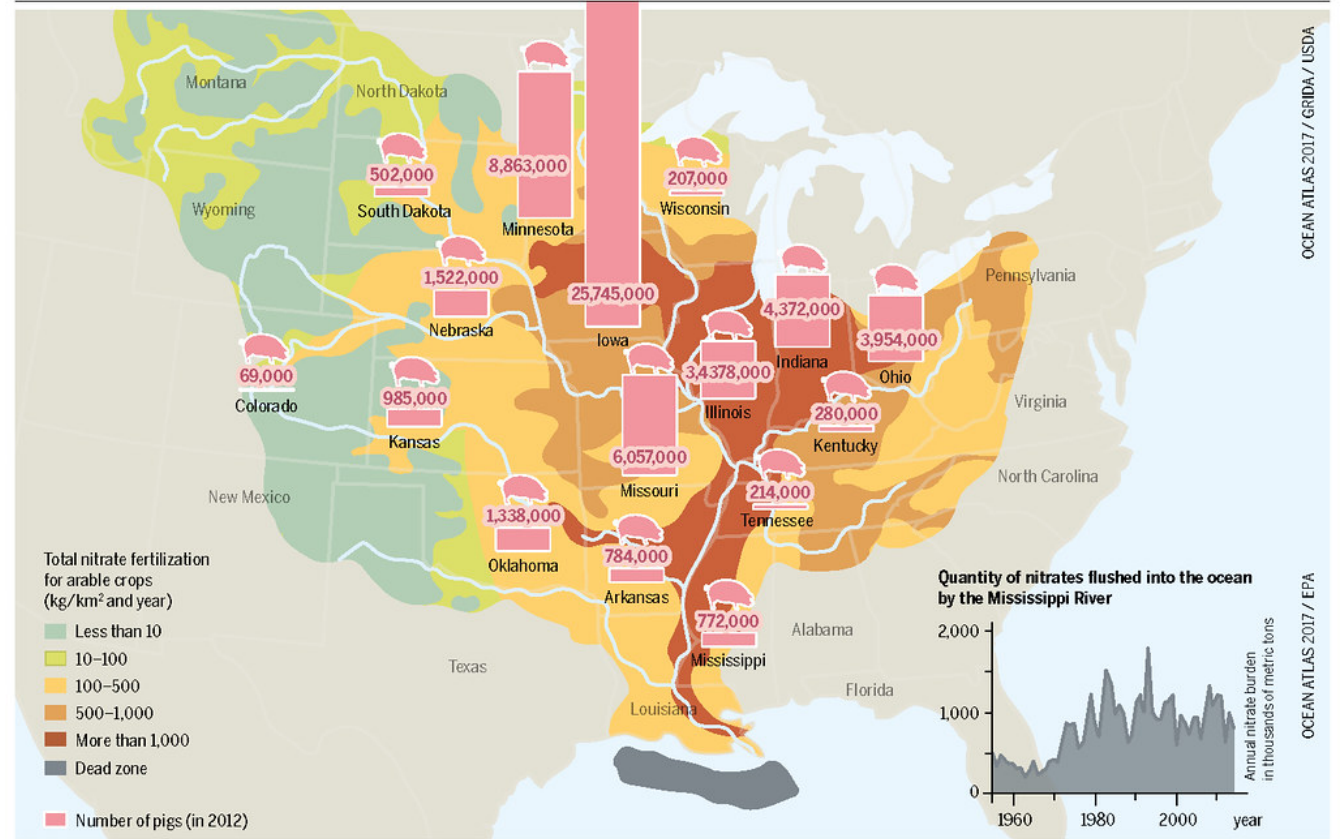 Montana
North Dakota
8,863,000
Minnesota
502,000
South Dakota
207,000
Wisconsin
Wyoming
1,522,000
Nebraska
25,745,000
Iowa
4,372,000
Indiana
3,954,000
Ohio
Pennsylvania
69,000
Colorado
985,000
Kansas
3,4378,000
Illinois
280,000
Kentucky
Virginia
6,057,000
Missouri
214,000
Tennessee
North Carolina
New Mexico
1,338,000
Oklahoma
784,000
Arkansas
772,000
Mississippi
Alabama
Texas
Louisiana
Florida
Total nitrate fertilization
for arable crops
(kg/km² and year)
Less than 10
10–100
100–500
500–1,000
More than 1,000
Dead zone
Number of pigs (in 2012)
Quantity of nitrates flushed into the ocean
by the Mississippi River
2,000
1,000
0
1960
1980
2000
year
Annual nitrate burden
in thousands of metric tons
OCEAN ATLAS 2017 / GRIDA / USDA
OCEAN ATLAS 2017 / EPA